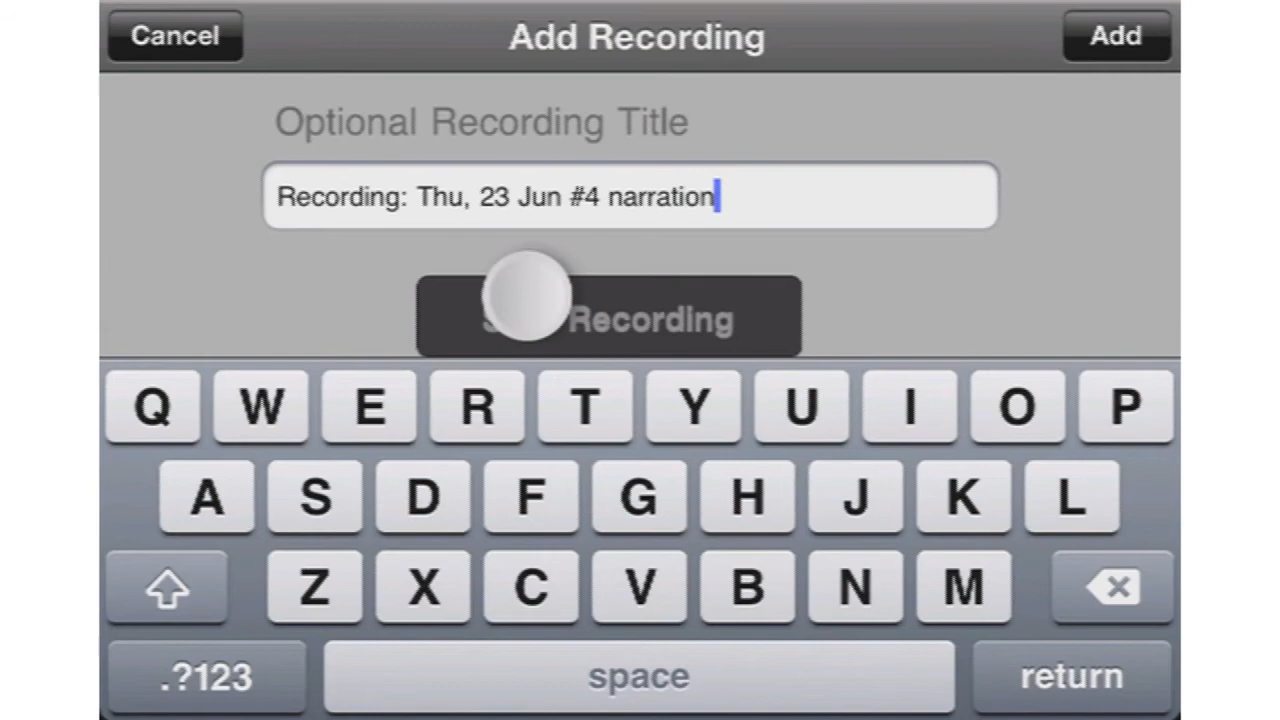 Cancel Add Recording Add
Optional Recording Title
Recording: Thu, 23 Jun #4 narration
Recording
Q W E R T Y U I O P
A S D F G H J K L
Z X C V B N M
.?123 space return